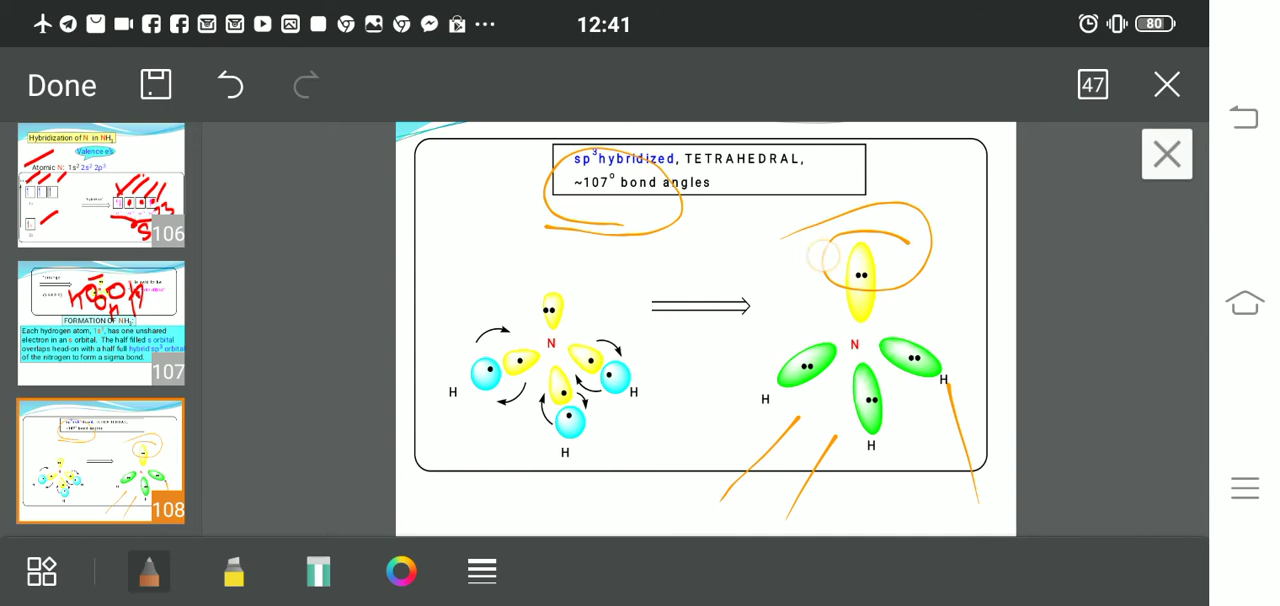 12:41
80
Done
47
Hybridization of N in NH3
Valence e's
Atomic N: 1s² 2s² 2p³
106
FORMATION OF NH3:
Each hydrogen atom, 1s¹, has one unshared
electron in an s orbital. The half filled s orbital
overlaps head-on with a half full hybrid sp³ orbital
of the nitrogen to form a sigma bond.
107
108
sp³hybridized, TETRAHEDRAL,
~107° bond angles
N
H
H
H
N
H
H
H